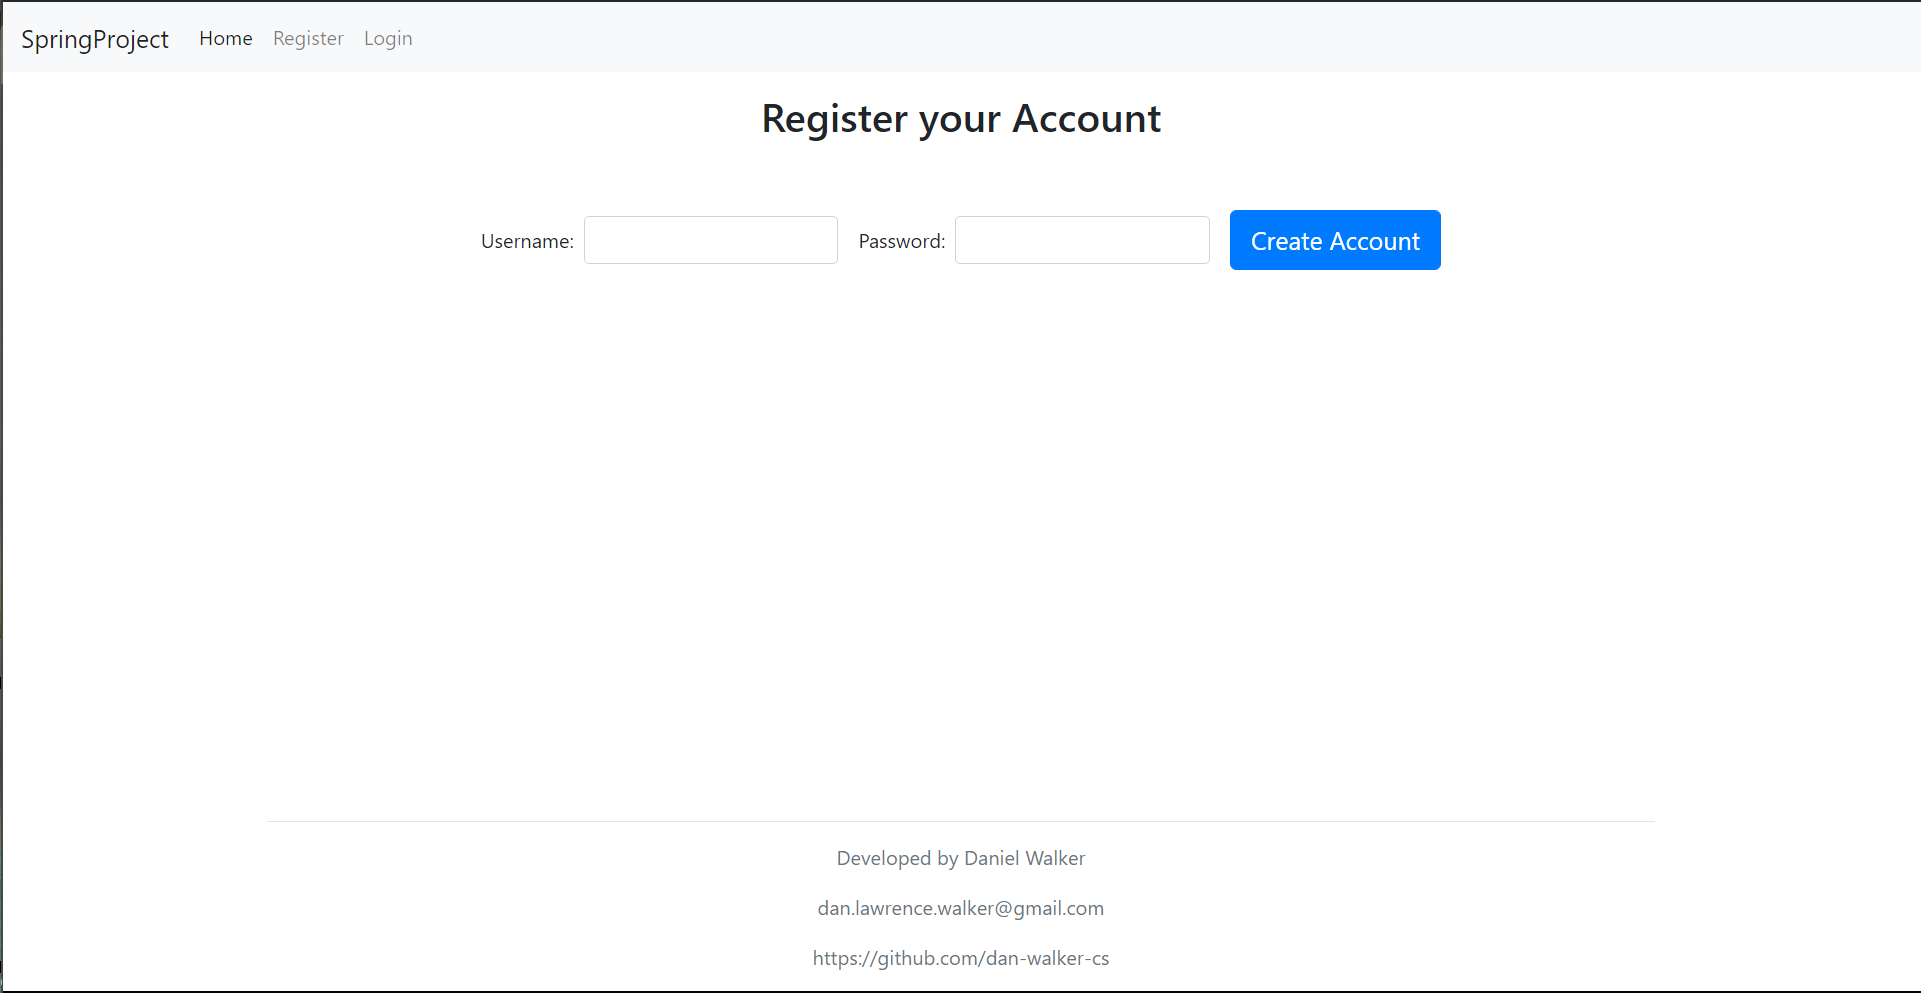 SpringProject Home Register Login
Register your Account
Username: Password: Create Account
Developed by Daniel Walker
dan.lawrence.walker@gmail.com
https://github.com/dan-walker-cs